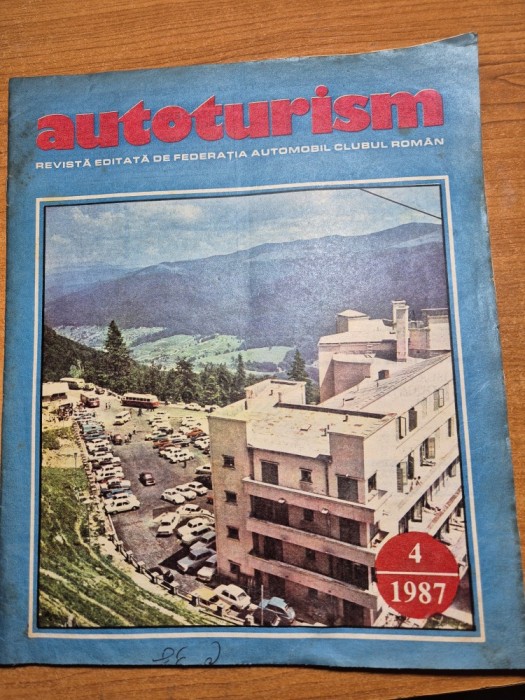 autoturism
REVISTĂ EDITATĂ DE FEDERAȚIA AUTOMOBIL CLUBUL ROMÂN
4
1987